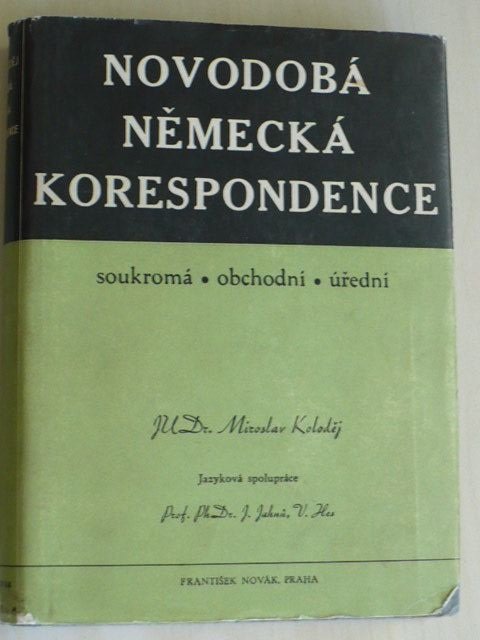 NOVODOBÁ
NĚMECKÁ
KORESPONDENCE
soukromá • obchodní • úřední
JUDr. Miroslav Koloděj
Jazyková spolupráce
Prof. PhDr. J. Jahnů, V. Hes
FRANTIŠEK NOVÁK, PRAHA